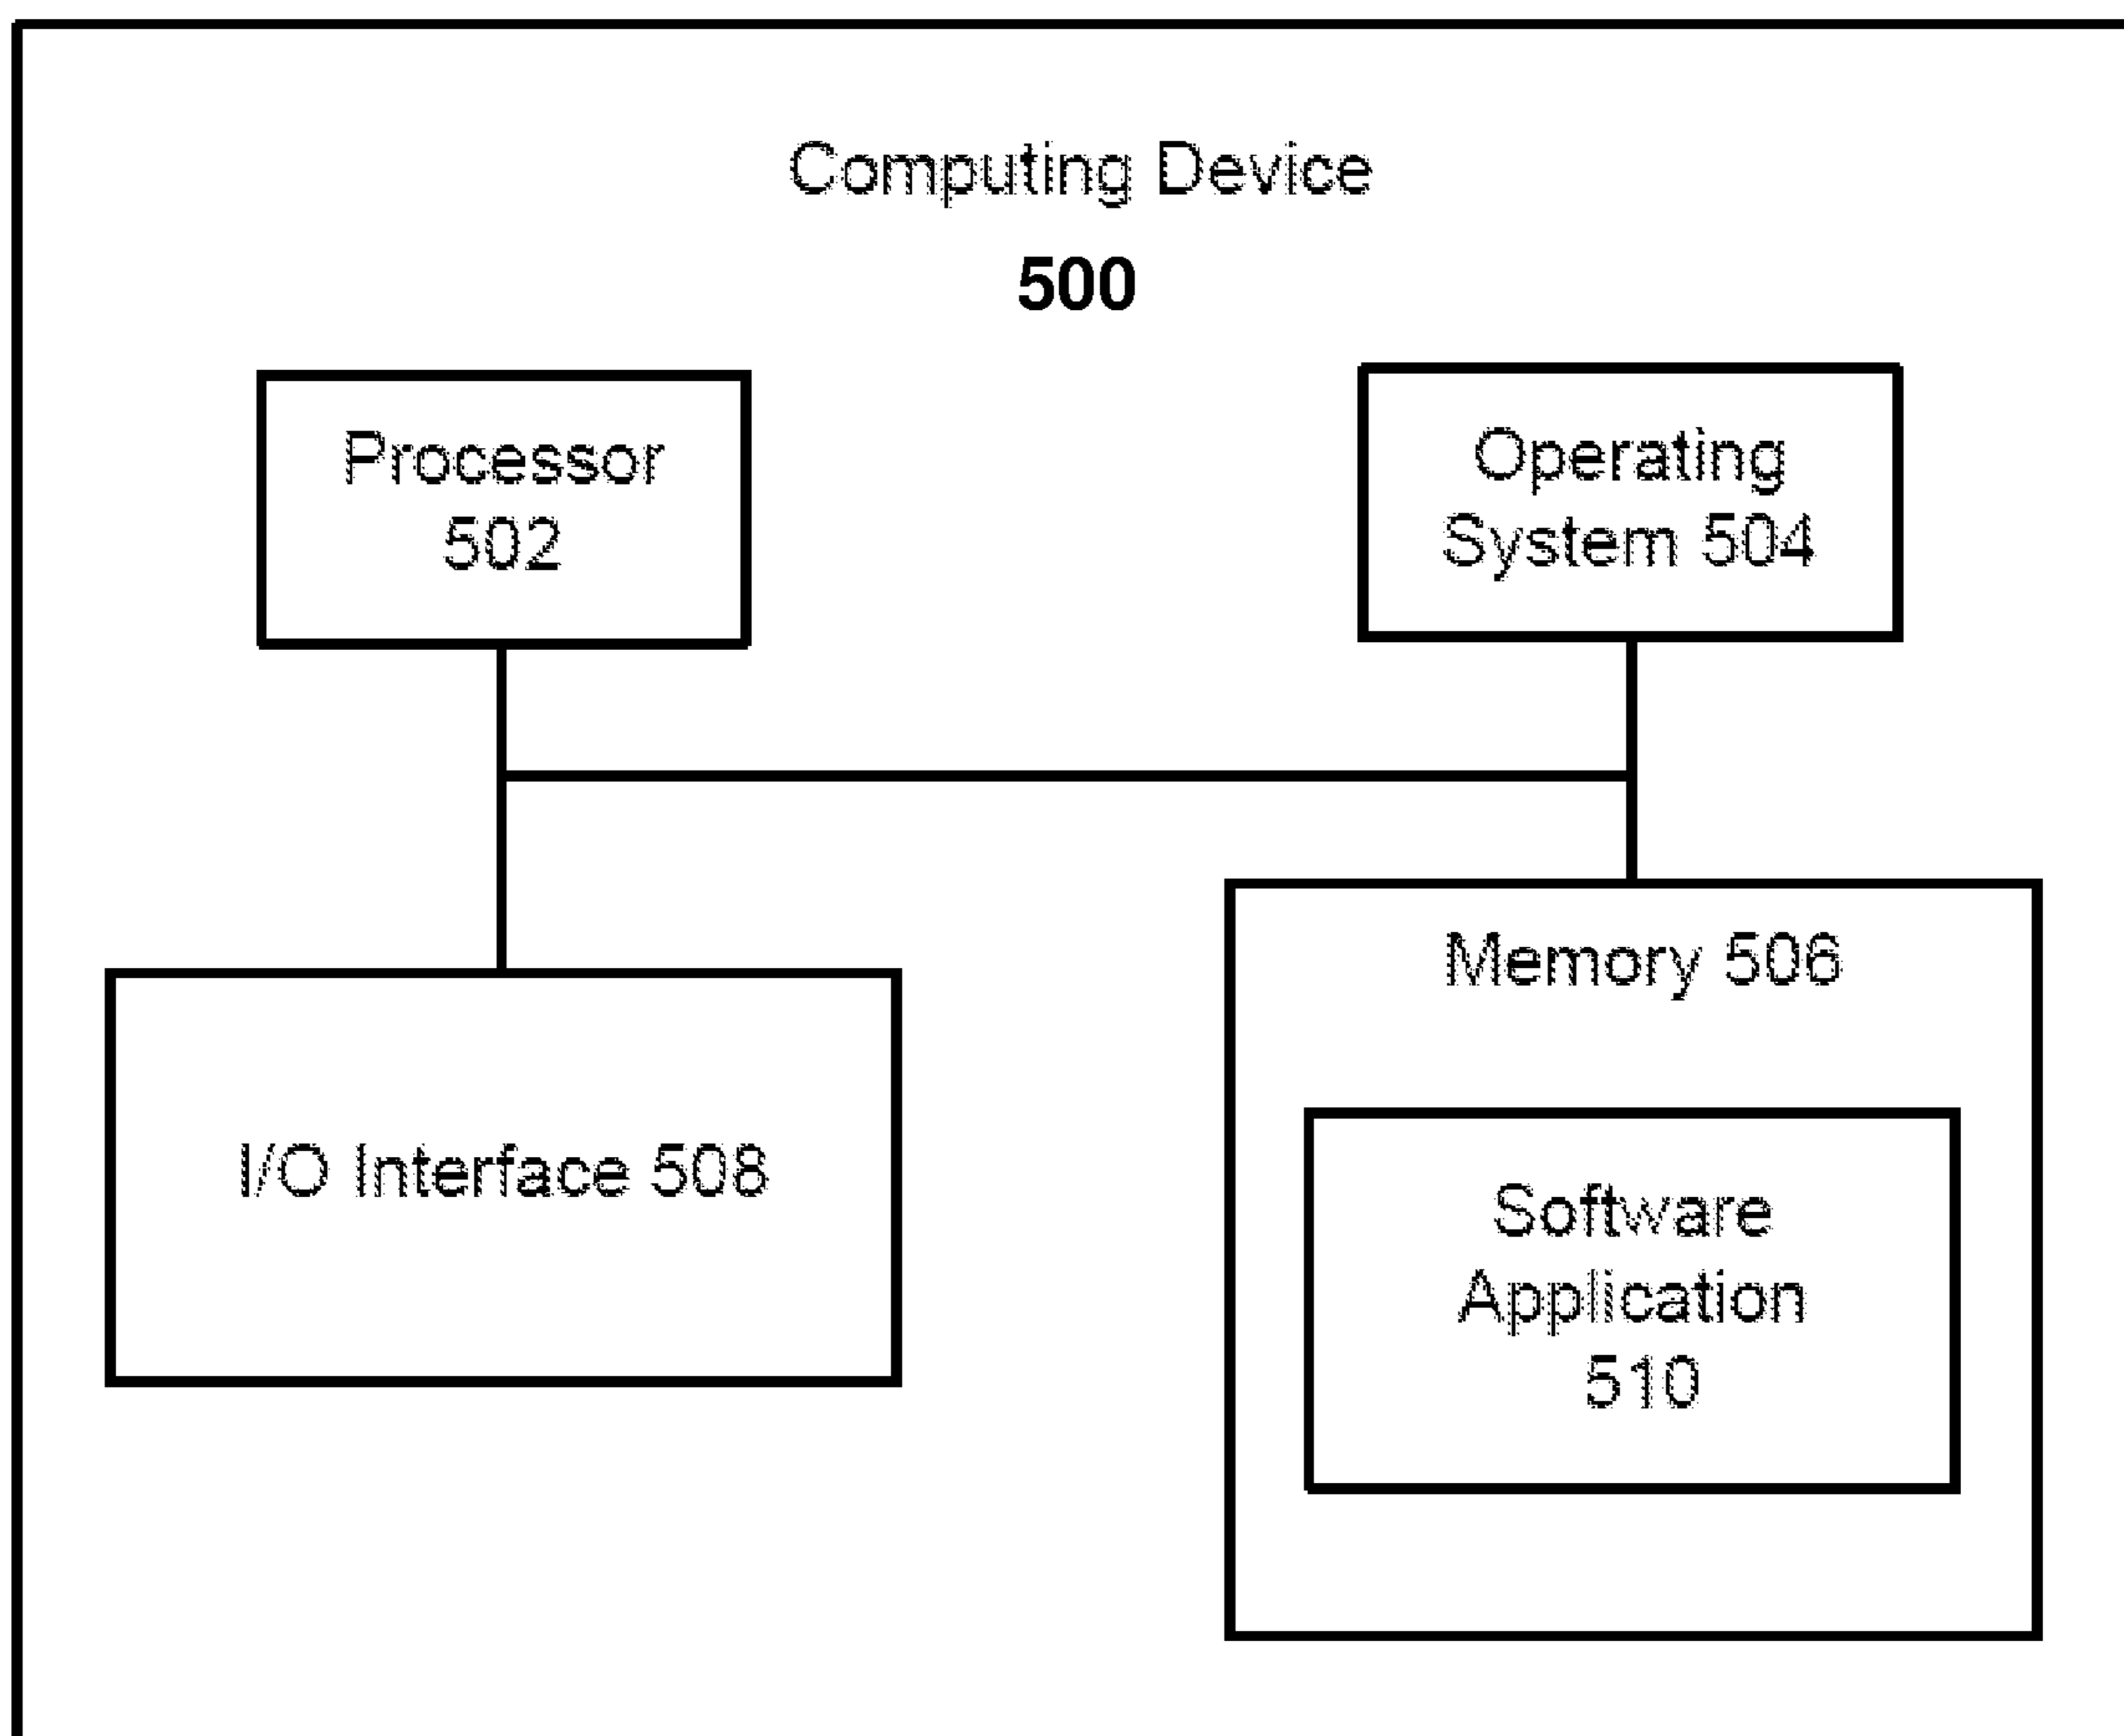 Computing Device
500
Processor
502
Operating
System 504
I/O Interface 508
Memory 506
Software
Application
510